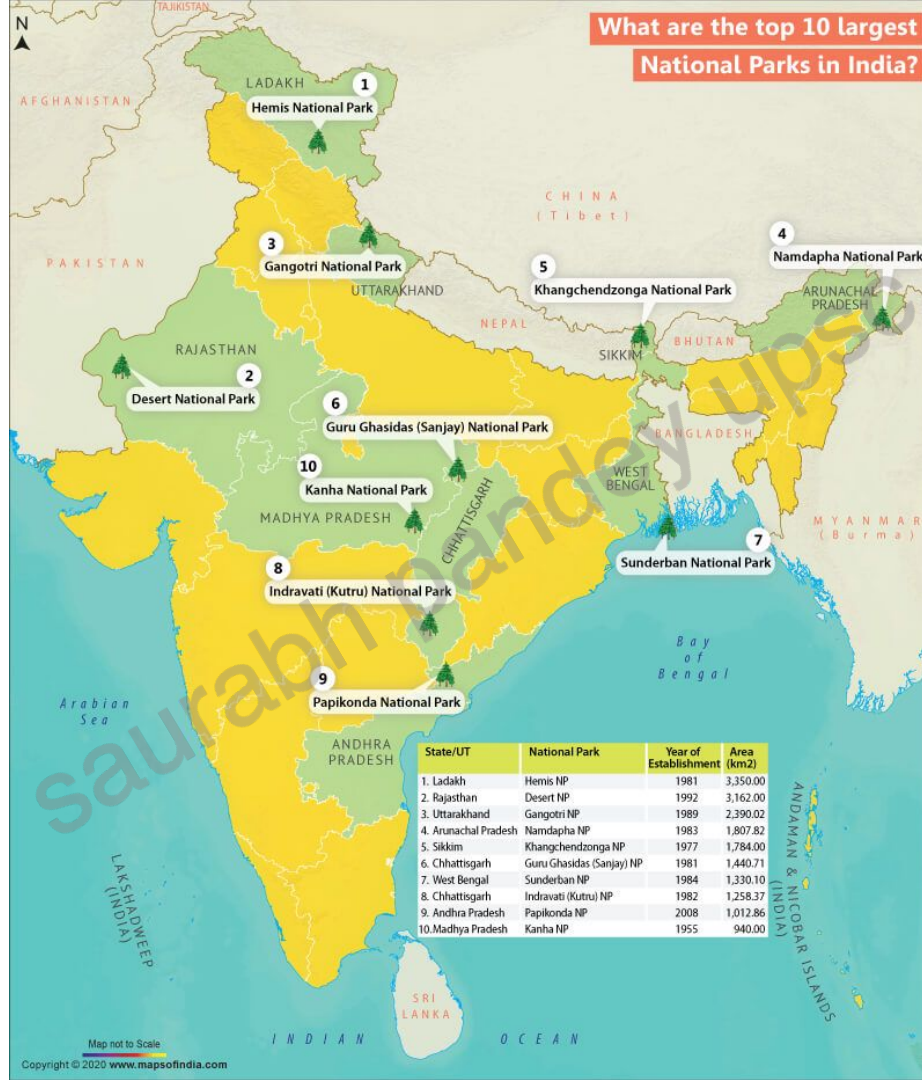 What are the top 10 largest
National Parks in India?
N
TAJIKISTAN
AFGHANISTAN
LADAKH
1
Hemis National Park
CHINA
(Tibet)
PAKISTAN
3
Gangotri National Park
UTTARAKHAND
4
Namdapha National Park
ARUNACHAL
PRADESH
5
Khangchendzonga National Park
NEPAL
SIKKIM
BHUTAN
RAJASTHAN
2
Desert National Park
6
Guru Ghasidas (Sanjay) National Park
BANGLADESH
10
Kanha National Park
MADHYA PRADESH
CHHATTISGARH
WEST
BENGAL
MYANMAR
(Burma)
7
Sunderban National Park
8
Indravati (Kutru) National Park
9
Papikonda National Park
Bay
of
Bengal
Arabian
Sea
ANDHRA
PRADESH
State/UT National Park Year of Establishment Area (km2)
1. Ladakh Hemis NP 1981 3,350.00
2. Rajasthan Desert NP 1992 3,162.00
3. Uttarakhand Gangotri NP 1989 2,390.02
4. Arunachal Pradesh Namdapha NP 1983 1,807.82
5. Sikkim Khangchendzonga NP 1977 1,784.00
6. Chhattisgarh Guru Ghasidas (Sanjay) NP 1981 1,440.71
7. West Bengal Sunderban NP 1984 1,330.10
8. Chhattisgarh Indravati (Kutru) NP 1982 1,258.37
9. Andhra Pradesh Papikonda NP 2008 1,012.86
10.Madhya Pradesh Kanha NP 1955 940.00
LAKSHADWEEP
(INDIA)
ANDAMAN & NICOBAR ISLANDS
(INDIA)
SRI
LANKA
INDIAN OCEAN
Map not to Scale
Copyright © 2020 www.mapsofindia.com
saurabh pandey upsc